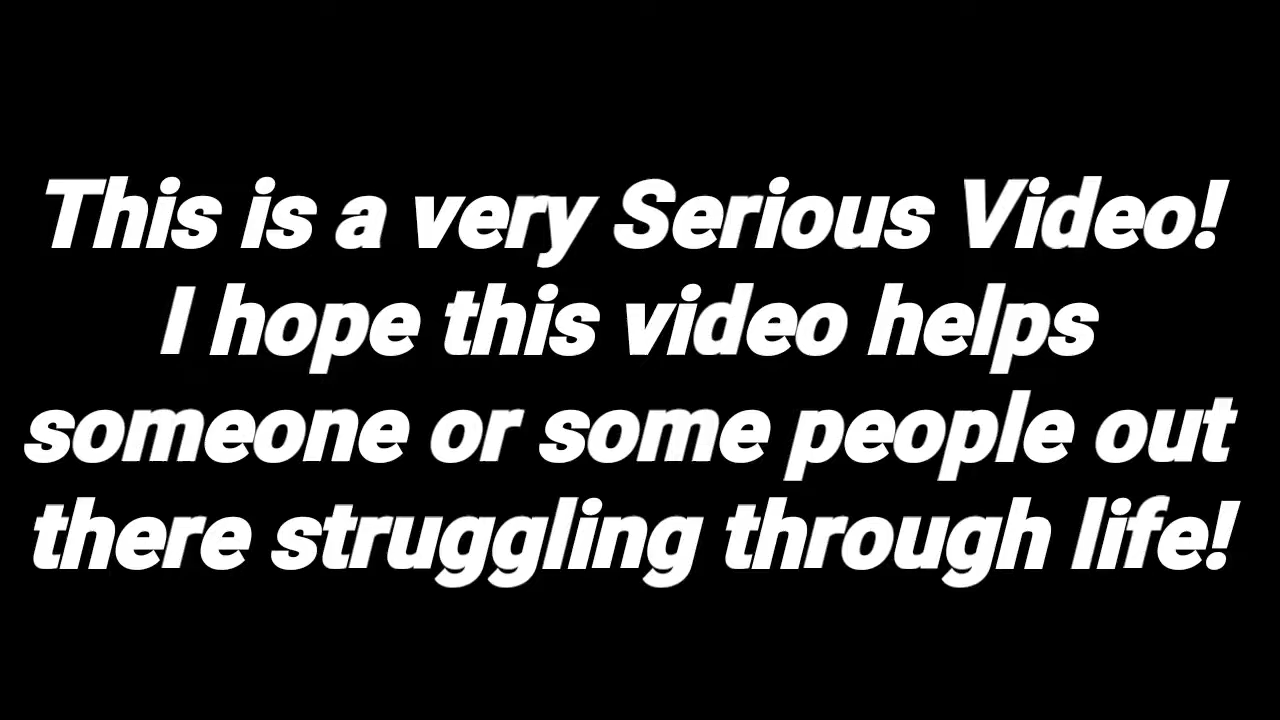 This is a very Serious Video!
I hope this video helps
someone or some people out
there struggling through life!